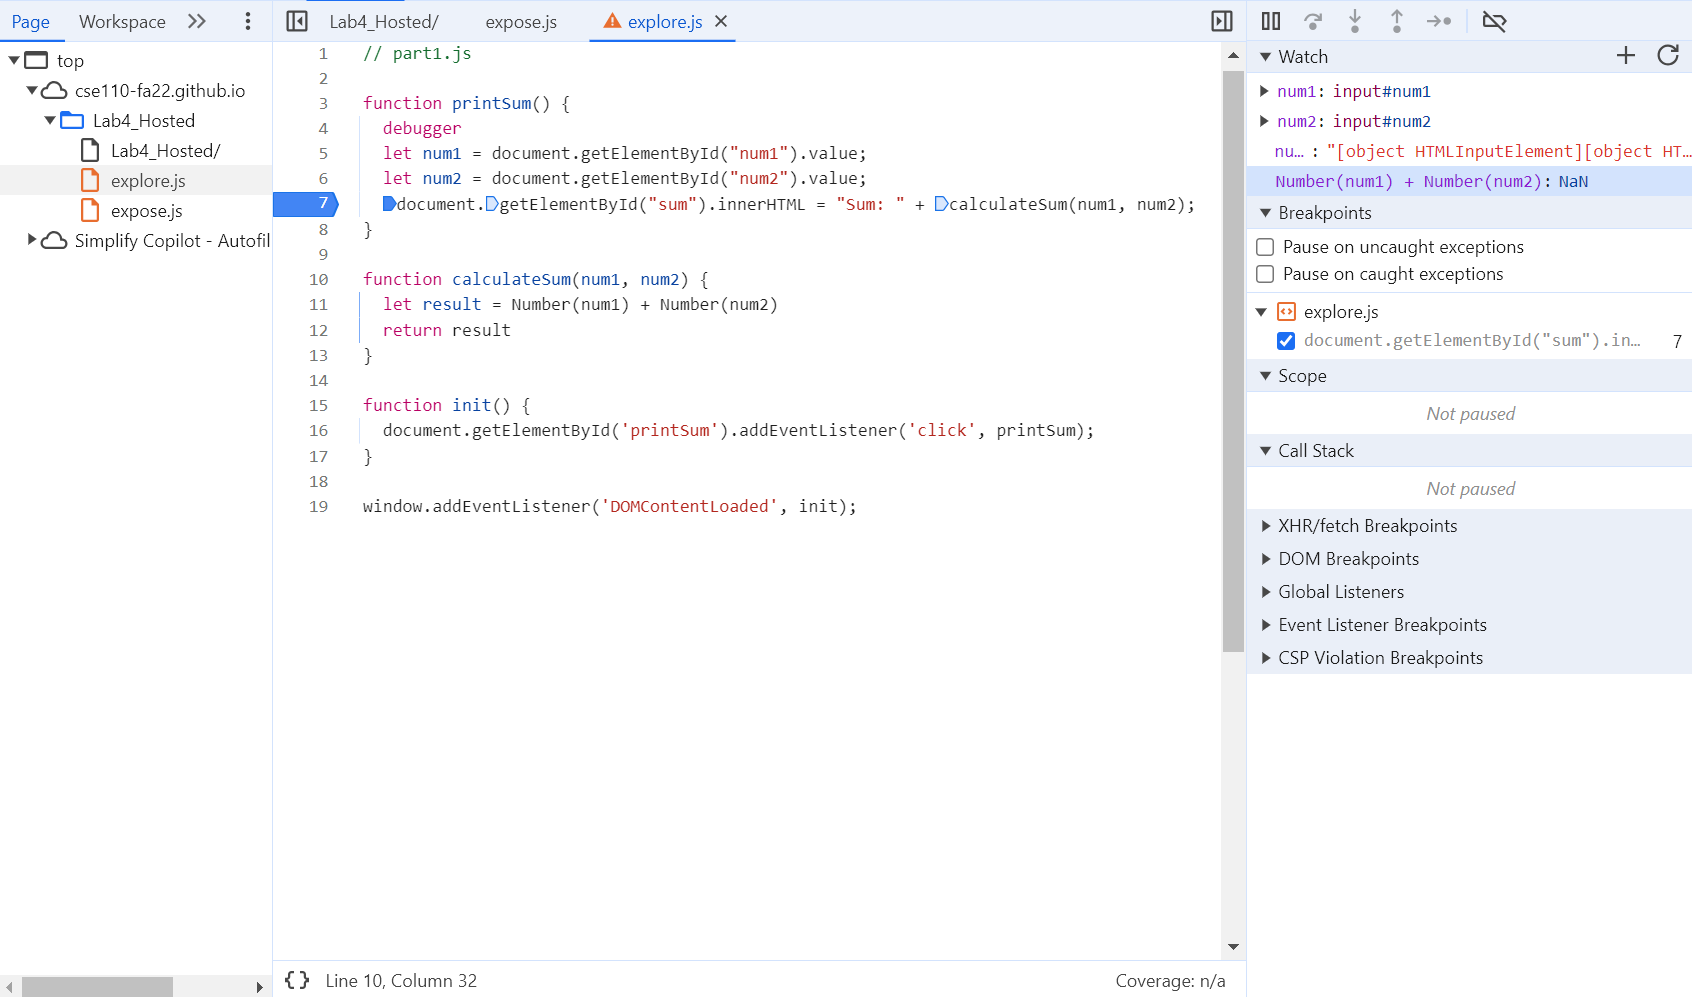 Page Workspace
top
cse110-fa22.github.io
Lab4_Hosted
Lab4_Hosted/
explore.js
expose.js
Simplify Copilot - Autofil
Lab4_Hosted/ expose.js explore.js
1 // part1.js
2
3 function printSum() {
4 debugger
5 let num1 = document.getElementById("num1").value;
6 let num2 = document.getElementById("num2").value;
7 document.getElementById("sum").innerHTML = "Sum: " + calculateSum(num1, num2);
8 }
9
10 function calculateSum(num1, num2) {
11 let result = Number(num1) + Number(num2)
12 return result
13 }
14
15 function init() {
16 document.getElementById('printSum').addEventListener('click', printSum);
17 }
18
19 window.addEventListener('DOMContentLoaded', init);
{} Line 10, Column 32 Coverage: n/a
Watch
num1: input#num1
num2: input#num2
nu… : "[object HTMLInputElement][object HT…
Number(num1) + Number(num2): NaN
Breakpoints
Pause on uncaught exceptions
Pause on caught exceptions
explore.js
document.getElementById("sum").in… 7
Scope
Not paused
Call Stack
Not paused
XHR/fetch Breakpoints
DOM Breakpoints
Global Listeners
Event Listener Breakpoints
CSP Violation Breakpoints